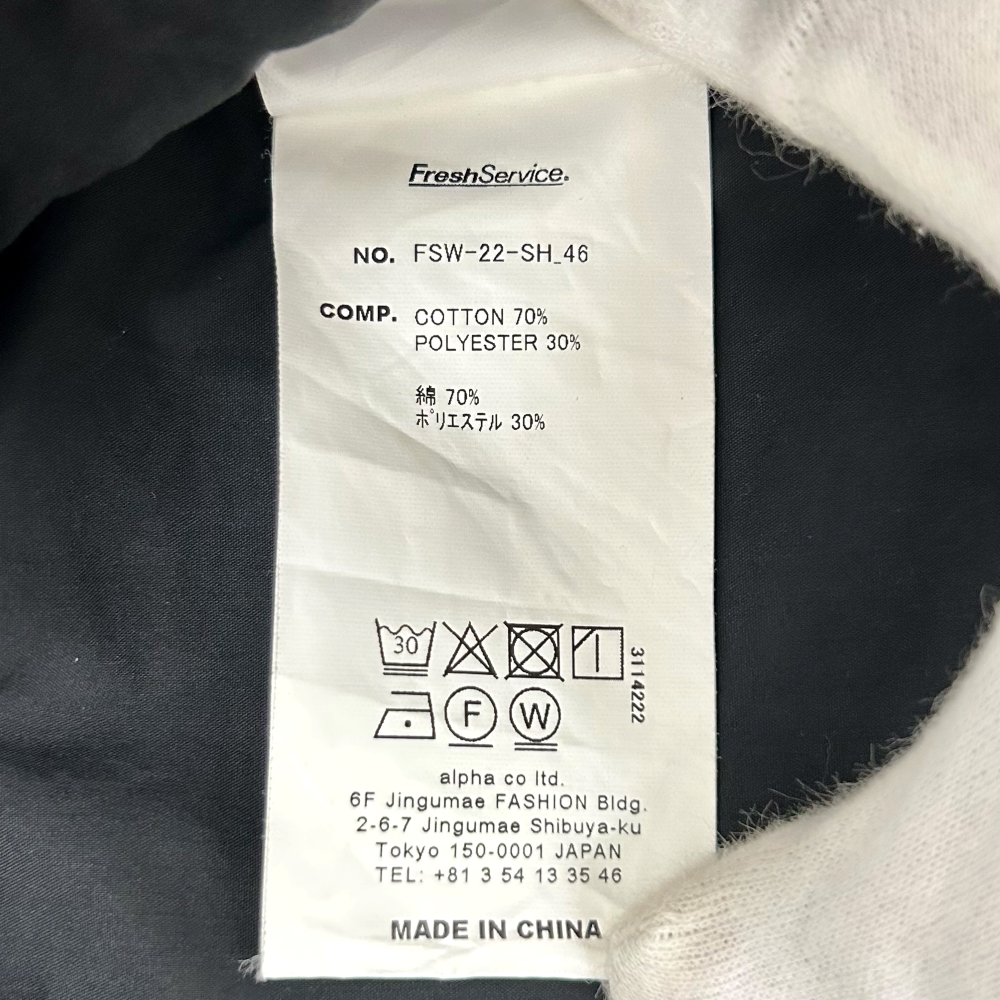 FreshService.
NO. FSW-22-SH_46
COMP. COTTON 70%
POLYESTER 30%
綿 70%
ポリエステル 30%
30
3114222
F W
alpha co ltd.
6F Jingumae FASHION Bldg.
2-6-7 Jingumae Shibuya-ku
Tokyo 150-0001 JAPAN
TEL: +81 3 54 13 35 46
MADE IN CHINA